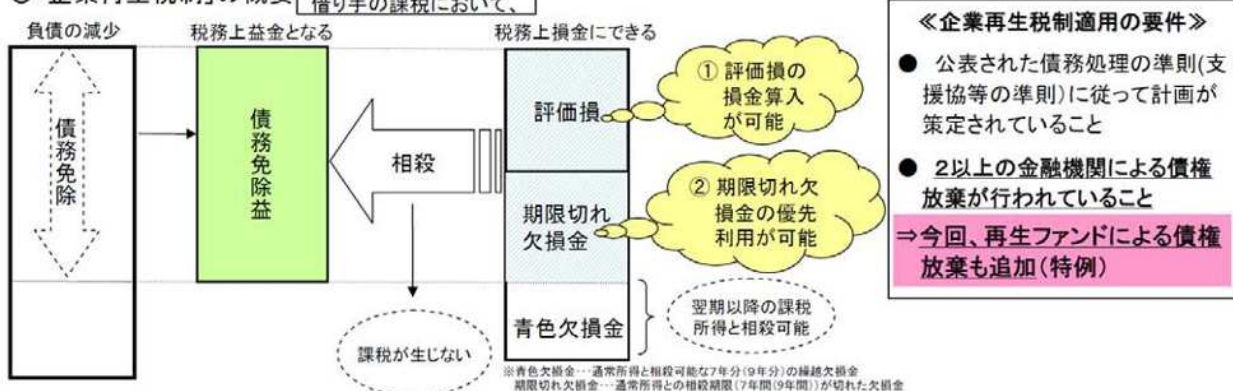 「企業再生税制」の概要
借り手の課税において、
負債の減少
税務上益金となる
税務上損金にできる
債務免除
債務免除益
相殺
評価損
期限切れ
欠損金
青色欠損金
① 評価損の
損金算入
が可能
② 期限切れ欠
損金の優先
利用が可能
課税が生じない
翌期以降の課税
所得と相殺可能
※青色欠損金･･･通常所得と相殺可能な7年分(9年分)の繰越欠損金
期限切れ欠損金･･･通常所得との相殺期限(7年間(9年間))が切れた欠損金
≪企業再生税制適用の要件≫
● 公表された債務処理の準則(支
援協等の準則)に従って計画が
策定されていること
● 2以上の金融機関による債権
放棄が行われていること
⇒今回、再生ファンドによる債権
放棄も追加(特例)